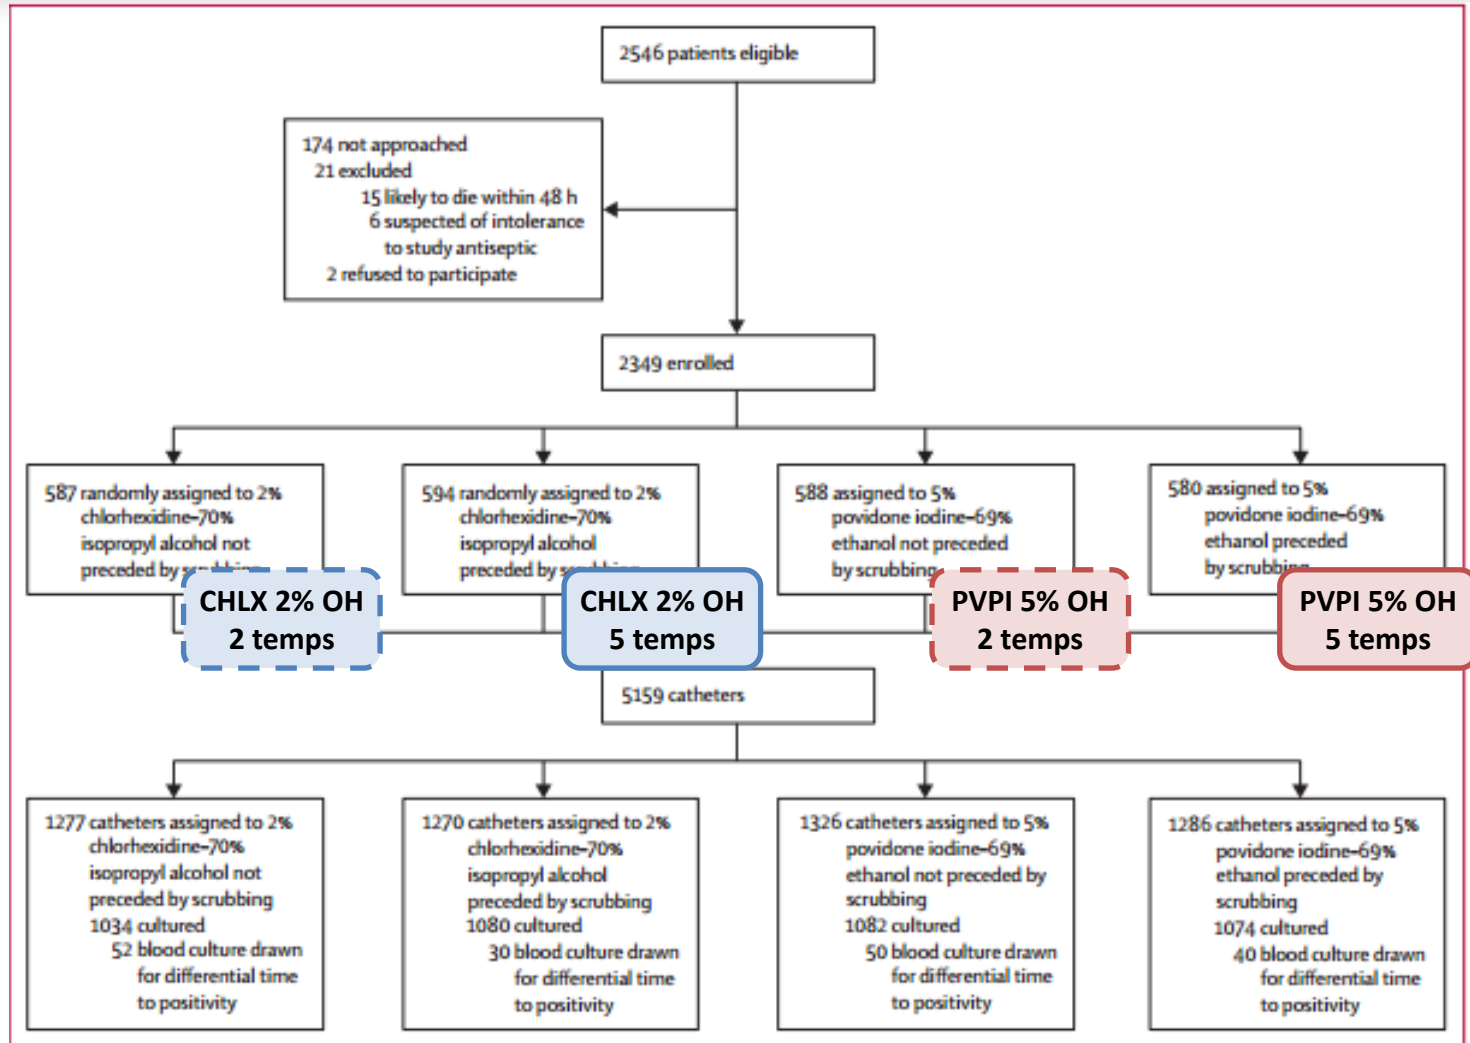 2546 patients eligible
174 not approached
21 excluded
15 likely to die within 48 h
6 suspected of intolerance
to study antiseptic
2 refused to participate
2349 enrolled
587 randomly assigned to 2%
chlorhexidine–70%
isopropyl alcohol not
preceded by scrubbing
594 randomly assigned to 2%
chlorhexidine–70%
isopropyl alcohol
preceded by scrubbing
588 assigned to 5%
povidone iodine–69%
ethanol not preceded
by scrubbing
580 assigned to 5%
povidone iodine–69%
ethanol preceded
by scrubbing
CHLX 2% OH
2 temps
CHLX 2% OH
5 temps
PVPI 5% OH
2 temps
PVPI 5% OH
5 temps
5159 catheters
1277 catheters assigned to 2%
chlorhexidine–70%
isopropyl alcohol not
preceded by scrubbing
1034 cultured
52 blood culture drawn
for differential time
to positivity
1270 catheters assigned to 2%
chlorhexidine–70%
isopropyl alcohol
preceded by scrubbing
1080 cultured
30 blood culture drawn
for differential time
to positivity
1326 catheters assigned to 5%
povidone iodine–69%
ethanol not preceded by
scrubbing
1082 cultured
50 blood culture drawn
for differential time
to positivity
1286 catheters assigned to 5%
povidone iodine–69%
ethanol preceded by
scrubbing
1074 cultured
40 blood culture drawn
for differential time
to positivity